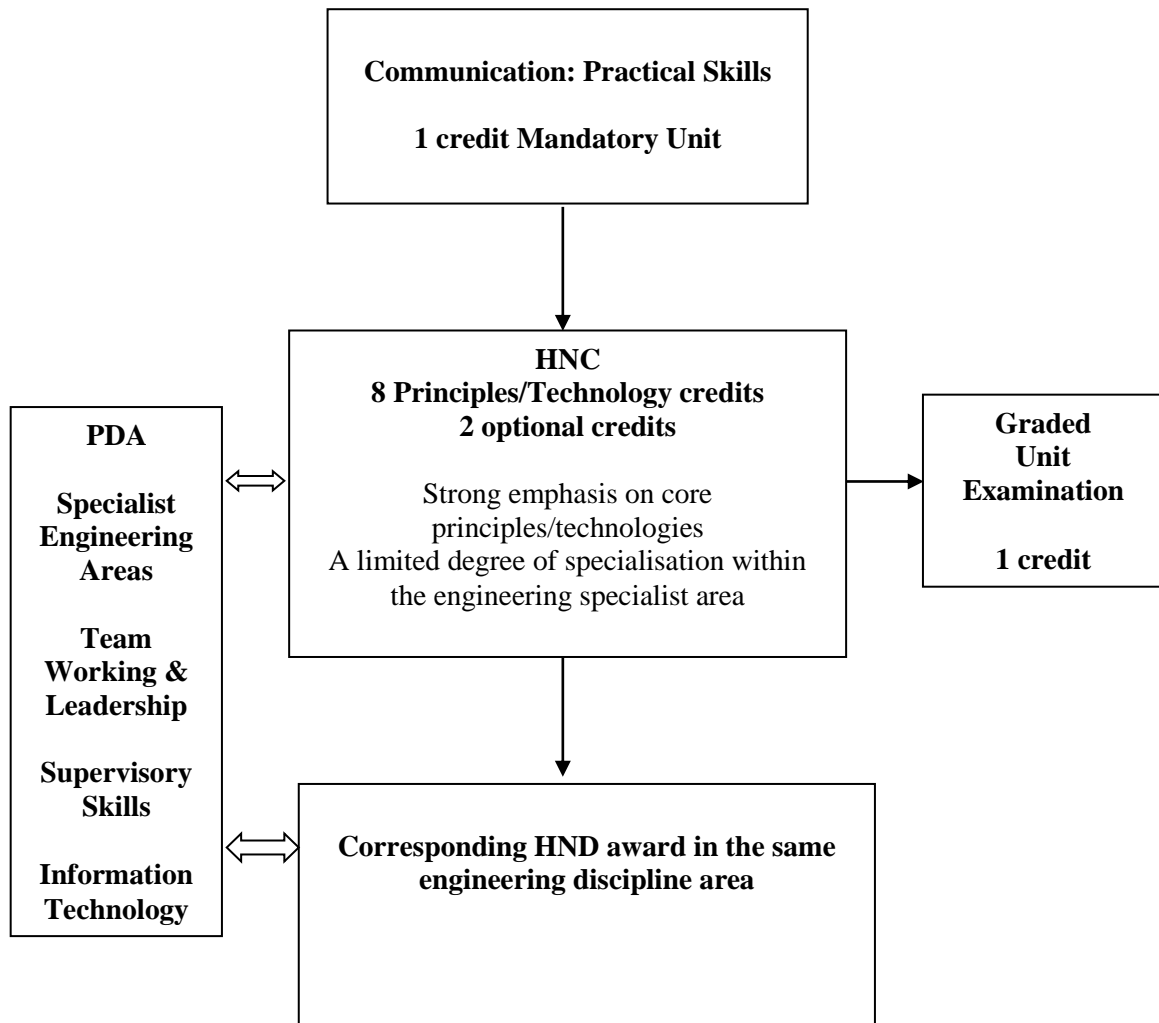 Communication: Practical Skills
1 credit Mandatory Unit
HNC
8 Principles/Technology credits
2 optional credits
Strong emphasis on core
principles/technologies
A limited degree of specialisation within
the engineering specialist area
PDA
Specialist
Engineering
Areas
Team
Working &
Leadership
Supervisory
Skills
Information
Technology
Graded
Unit
Examination
1 credit
Corresponding HND award in the same
engineering discipline area